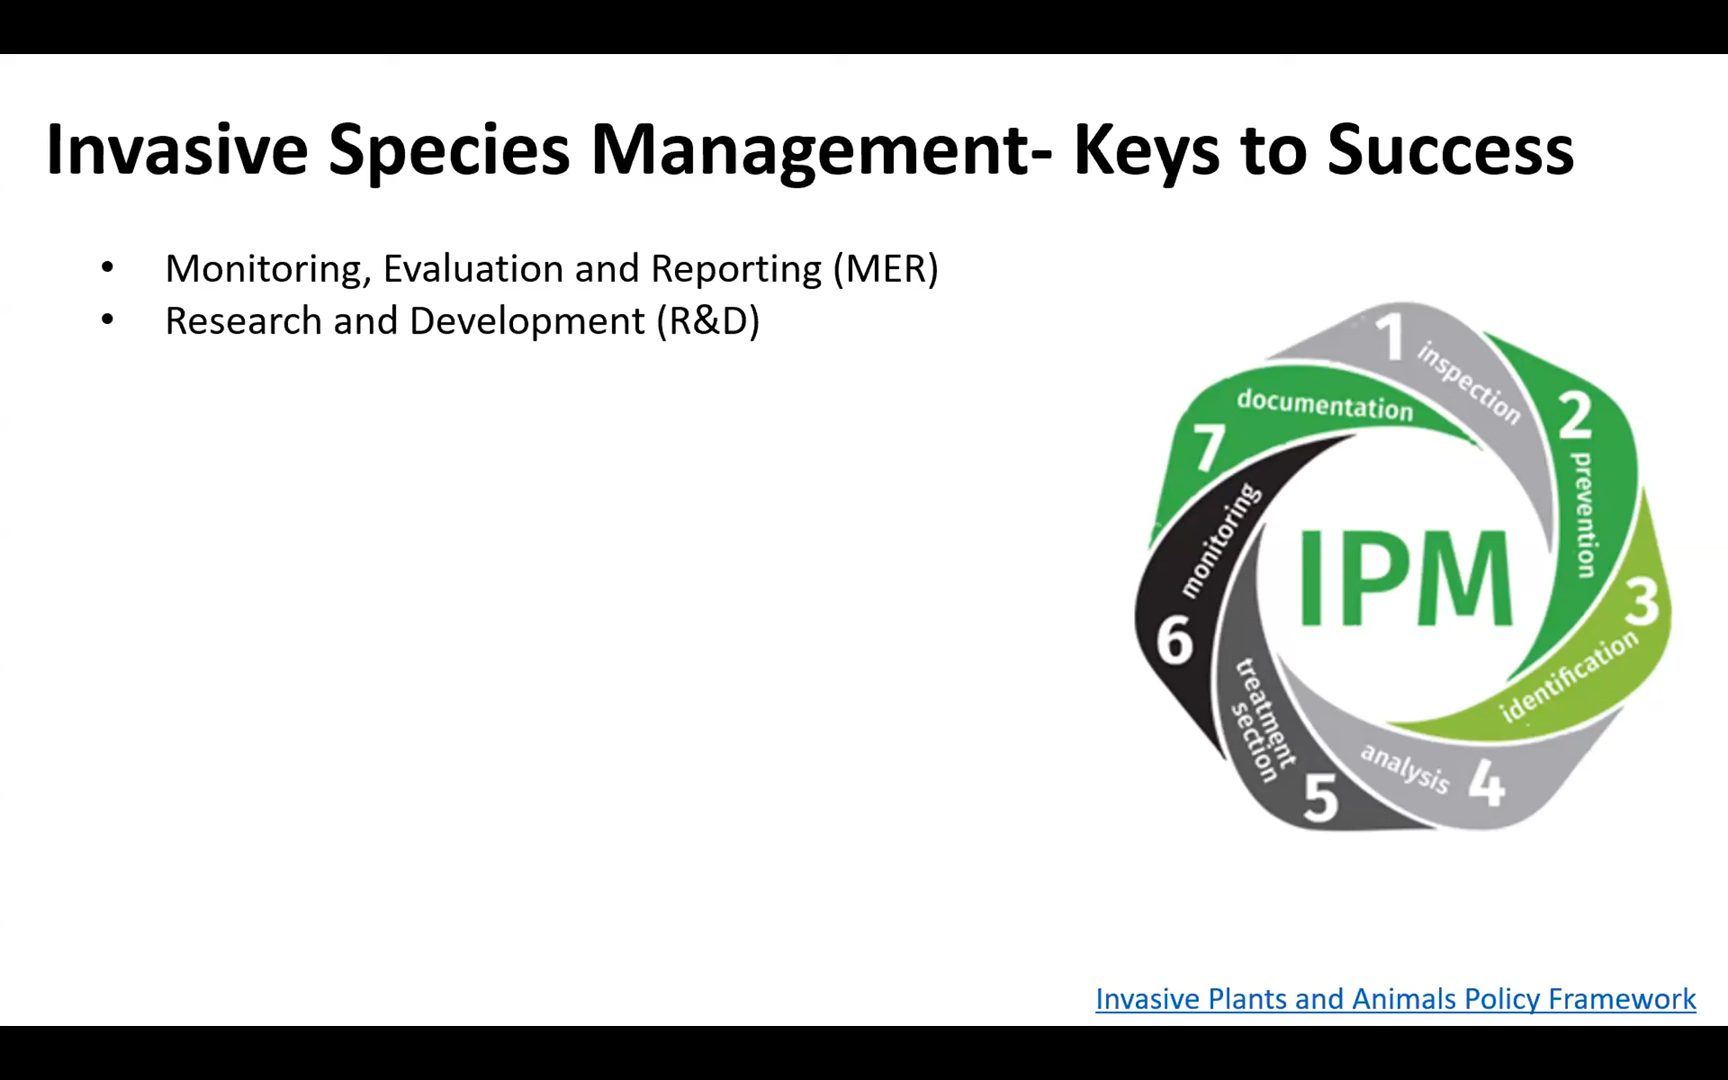 Invasive Species Management- Keys to Success
• Monitoring, Evaluation and Reporting (MER)
• Research and Development (R&D)
1 inspection
2 prevention
3 identification
4 analysis
5 treatment
section
6 monitoring
7 documentation
IPM
Invasive Plants and Animals Policy Framework